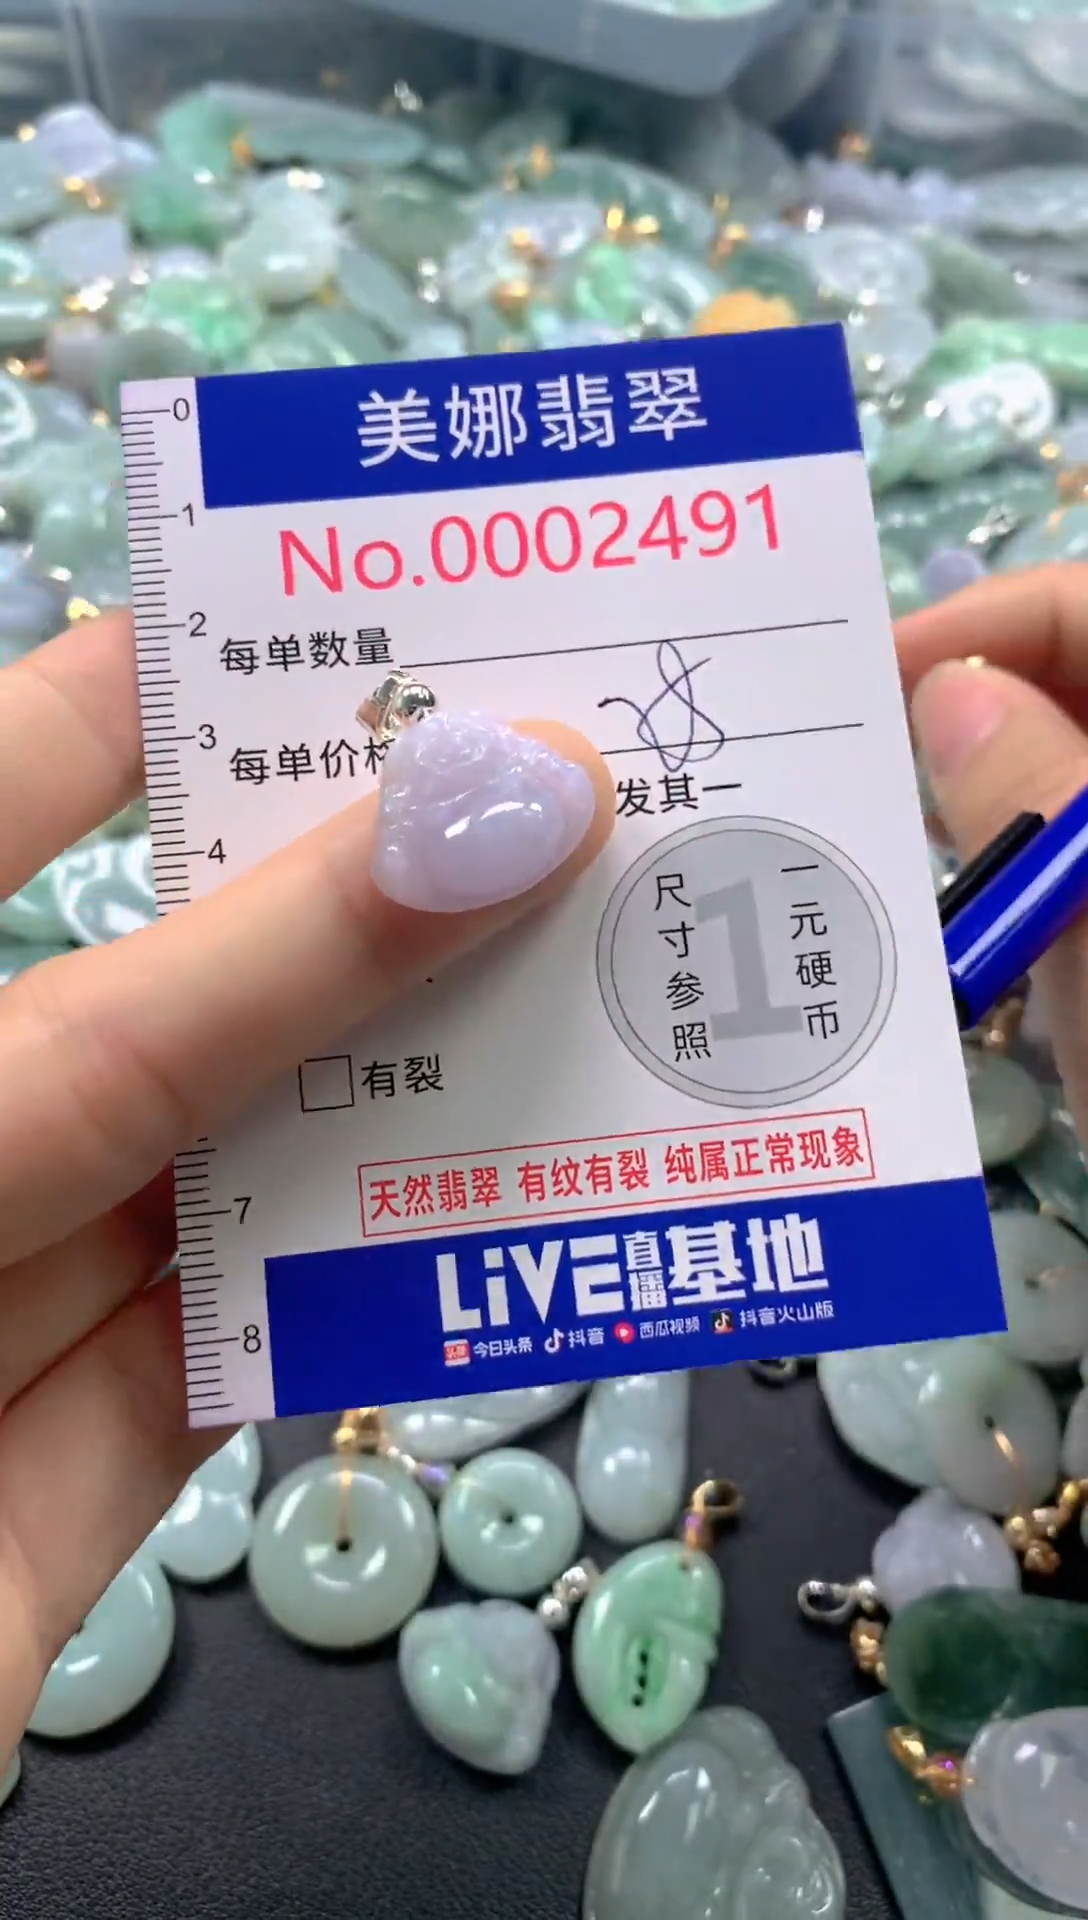 美娜翡翠
No.0002491
0
1
2
3
4
7
8
每单数量
每单价
发其一
尺寸参照
一元硬币
1
有裂
天然翡翠 有纹有裂 纯属正常现象
LiVE直播基地
头条 今日头条 抖音 西瓜视频 抖音火山版